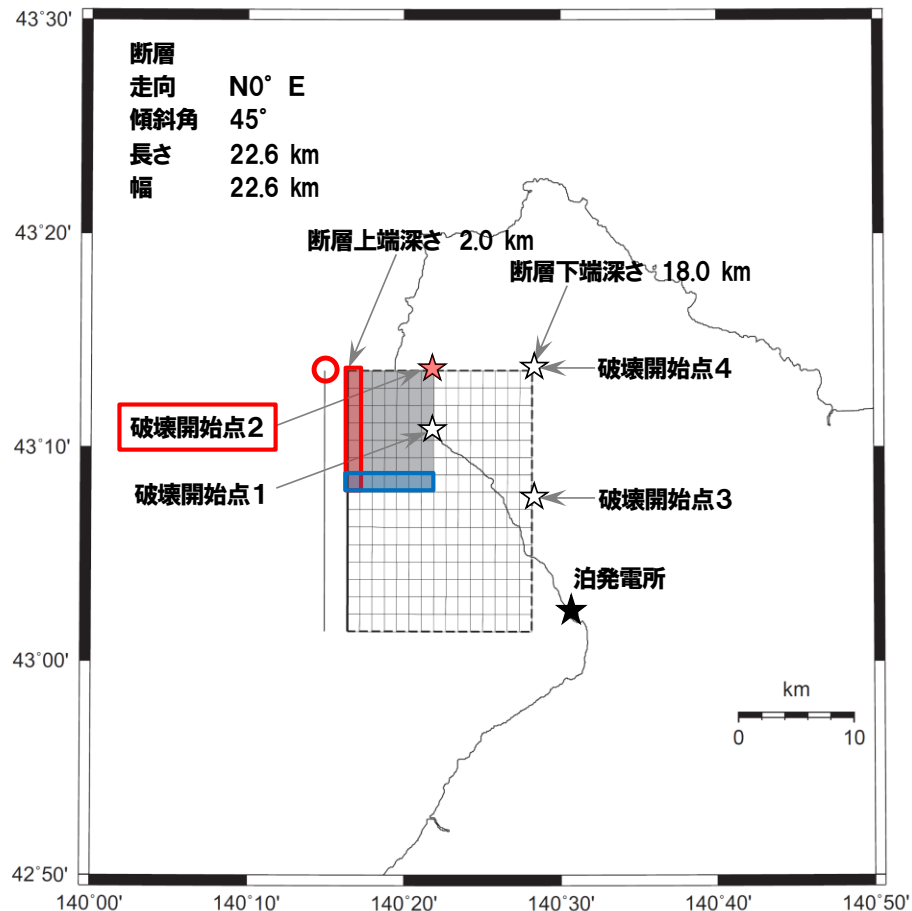 43°30'
断層
走向 N0° E
傾斜角 45°
長さ 22.6 km
幅 22.6 km
43°20'
断層上端深さ 2.0 km
断層下端深さ 18.0 km
破壊開始点4
破壊開始点2
43°10'
破壊開始点1
破壊開始点3
泊発電所
43°00'
km
0 10
42°50'
140°00' 140°10' 140°20' 140°30' 140°40' 140°50'